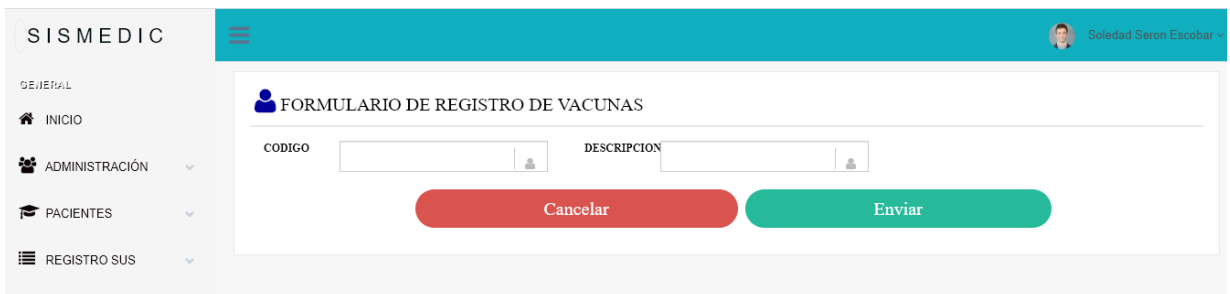 SISMEDIC
Soledad Seron Escobar
GENERAL
INICIO
ADMINISTRACIÓN
PACIENTES
REGISTRO SUS
FORMULARIO DE REGISTRO DE VACUNAS
CODIGO
DESCRIPCION
Cancelar
Enviar